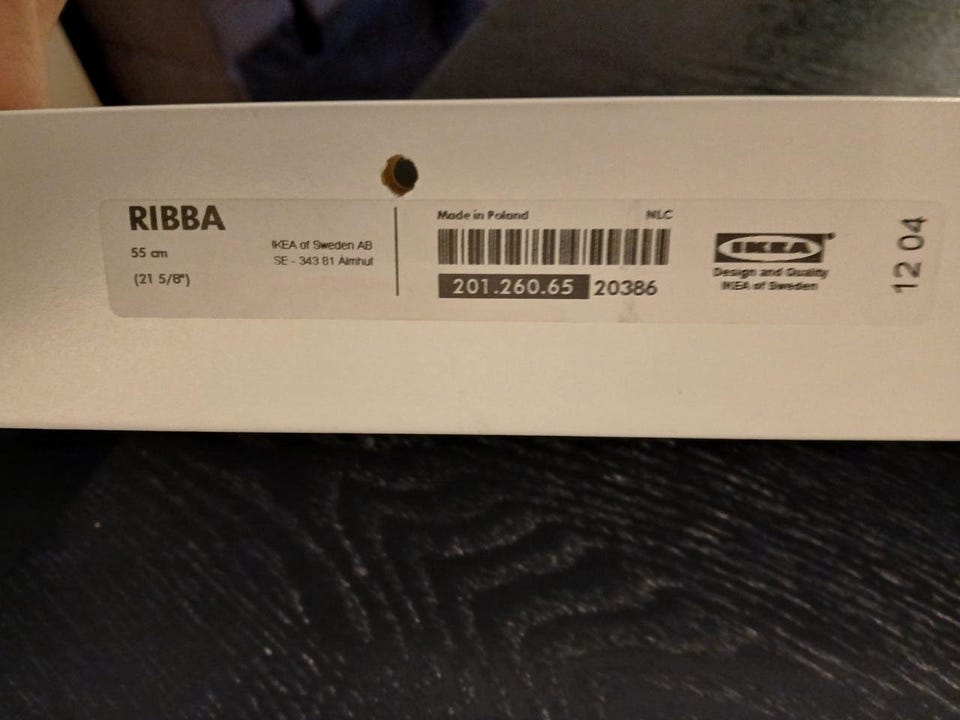 RIBBA
55 cm
(21 5/8")
IKEA of Sweden AB
SE - 343 81 Älmhult
Made in Poland
NLC
201.260.65 20386
IKEA®
Design and Quality
IKEA of Sweden
12 04